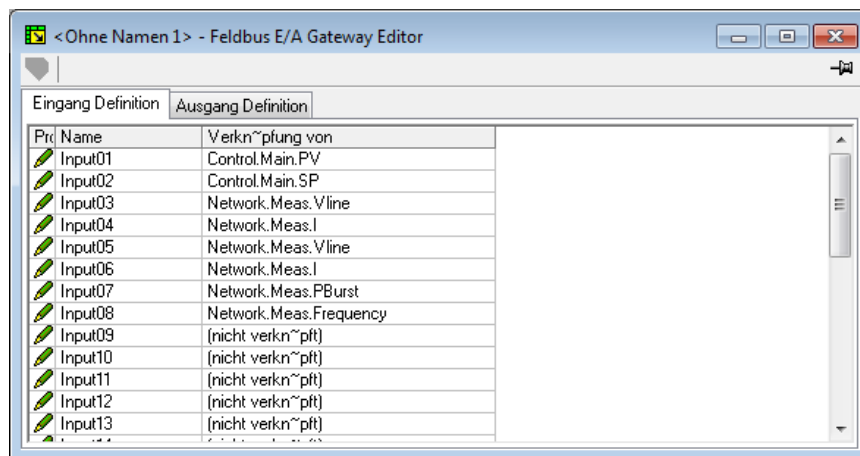 <Ohne Namen 1> - Feldbus E/A Gateway Editor
Eingang Definition Ausgang Definition
Pro Name Verkn~pfung von
Input01 Control.Main.PV
Input02 Control.Main.SP
Input03 Network.Meas.Vline
Input04 Network.Meas.I
Input05 Network.Meas.Vline
Input06 Network.Meas.I
Input07 Network.Meas.PBurst
Input08 Network.Meas.Frequency
Input09 (nicht verkn~pft)
Input10 (nicht verkn~pft)
Input11 (nicht verkn~pft)
Input12 (nicht verkn~pft)
Input13 (nicht verkn~pft)